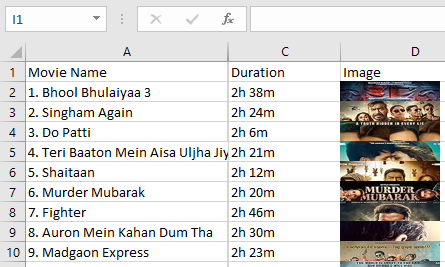 I1
fx
A C D
1 Movie Name Duration Image
2 1. Bhool Bhulaiyaa 3 2h 38m
3 2. Singham Again 2h 24m
4 3. Do Patti 2h 6m
5 4. Teri Baaton Mein Aisa Uljha Jiy 2h 21m
6 5. Shaitaan 2h 12m
7 6. Murder Mubarak 2h 20m MURDER MUBARAK
8 7. Fighter 2h 46m
9 8. Auron Mein Kahan Dum Tha 2h 30m
10 9. Madgaon Express 2h 23m